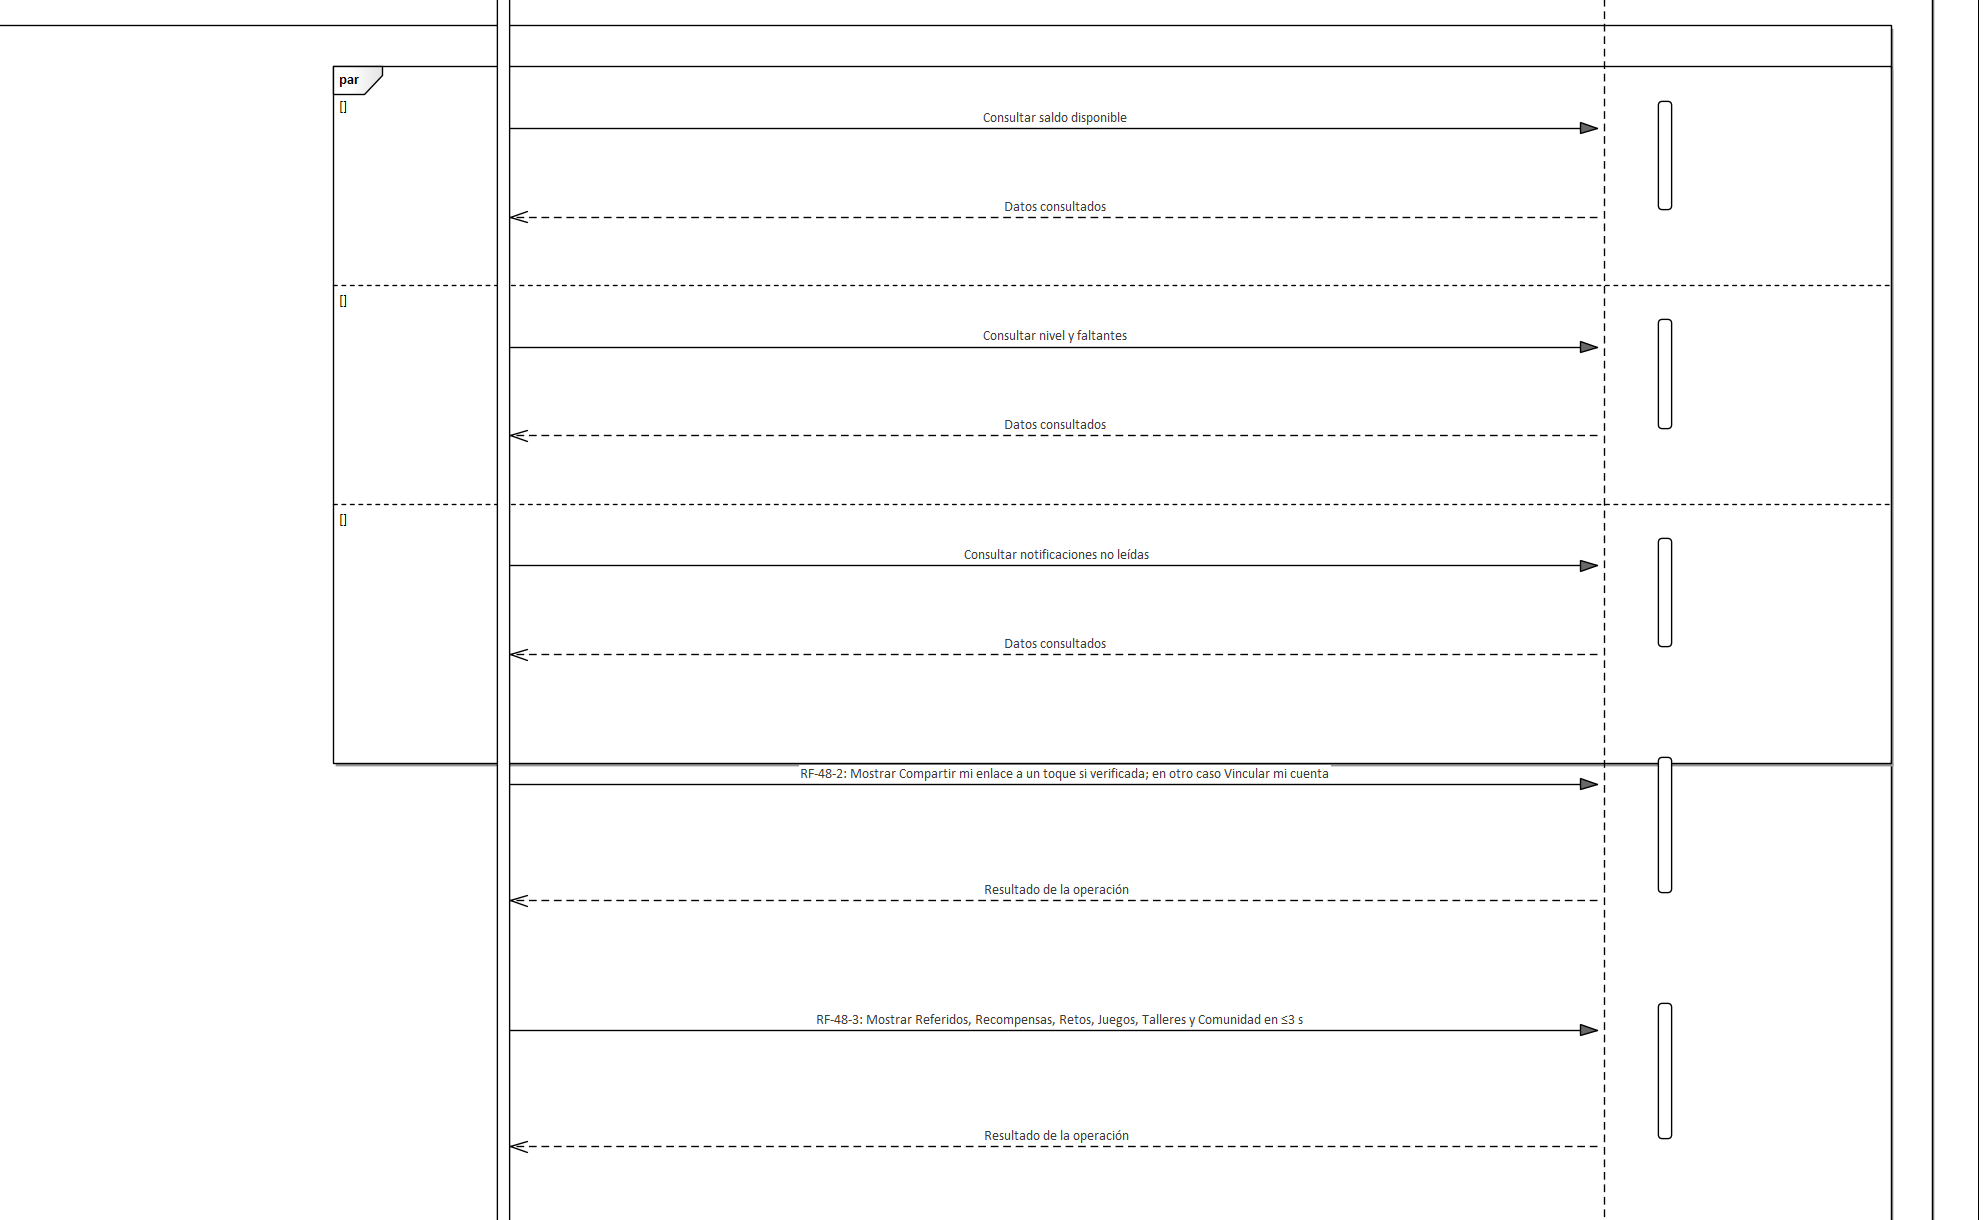 par
[]
Consultar saldo disponible
Datos consultados
[]
Consultar nivel y faltantes
Datos consultados
[]
Consultar notificaciones no leídas
Datos consultados
RF-48-2: Mostrar Compartir mi enlace a un toque si verificada; en otro caso Vincular mi cuenta
Resultado de la operación
RF-48-3: Mostrar Referidos, Recompensas, Retos, Juegos, Talleres y Comunidad en ≤3 s
Resultado de la operación